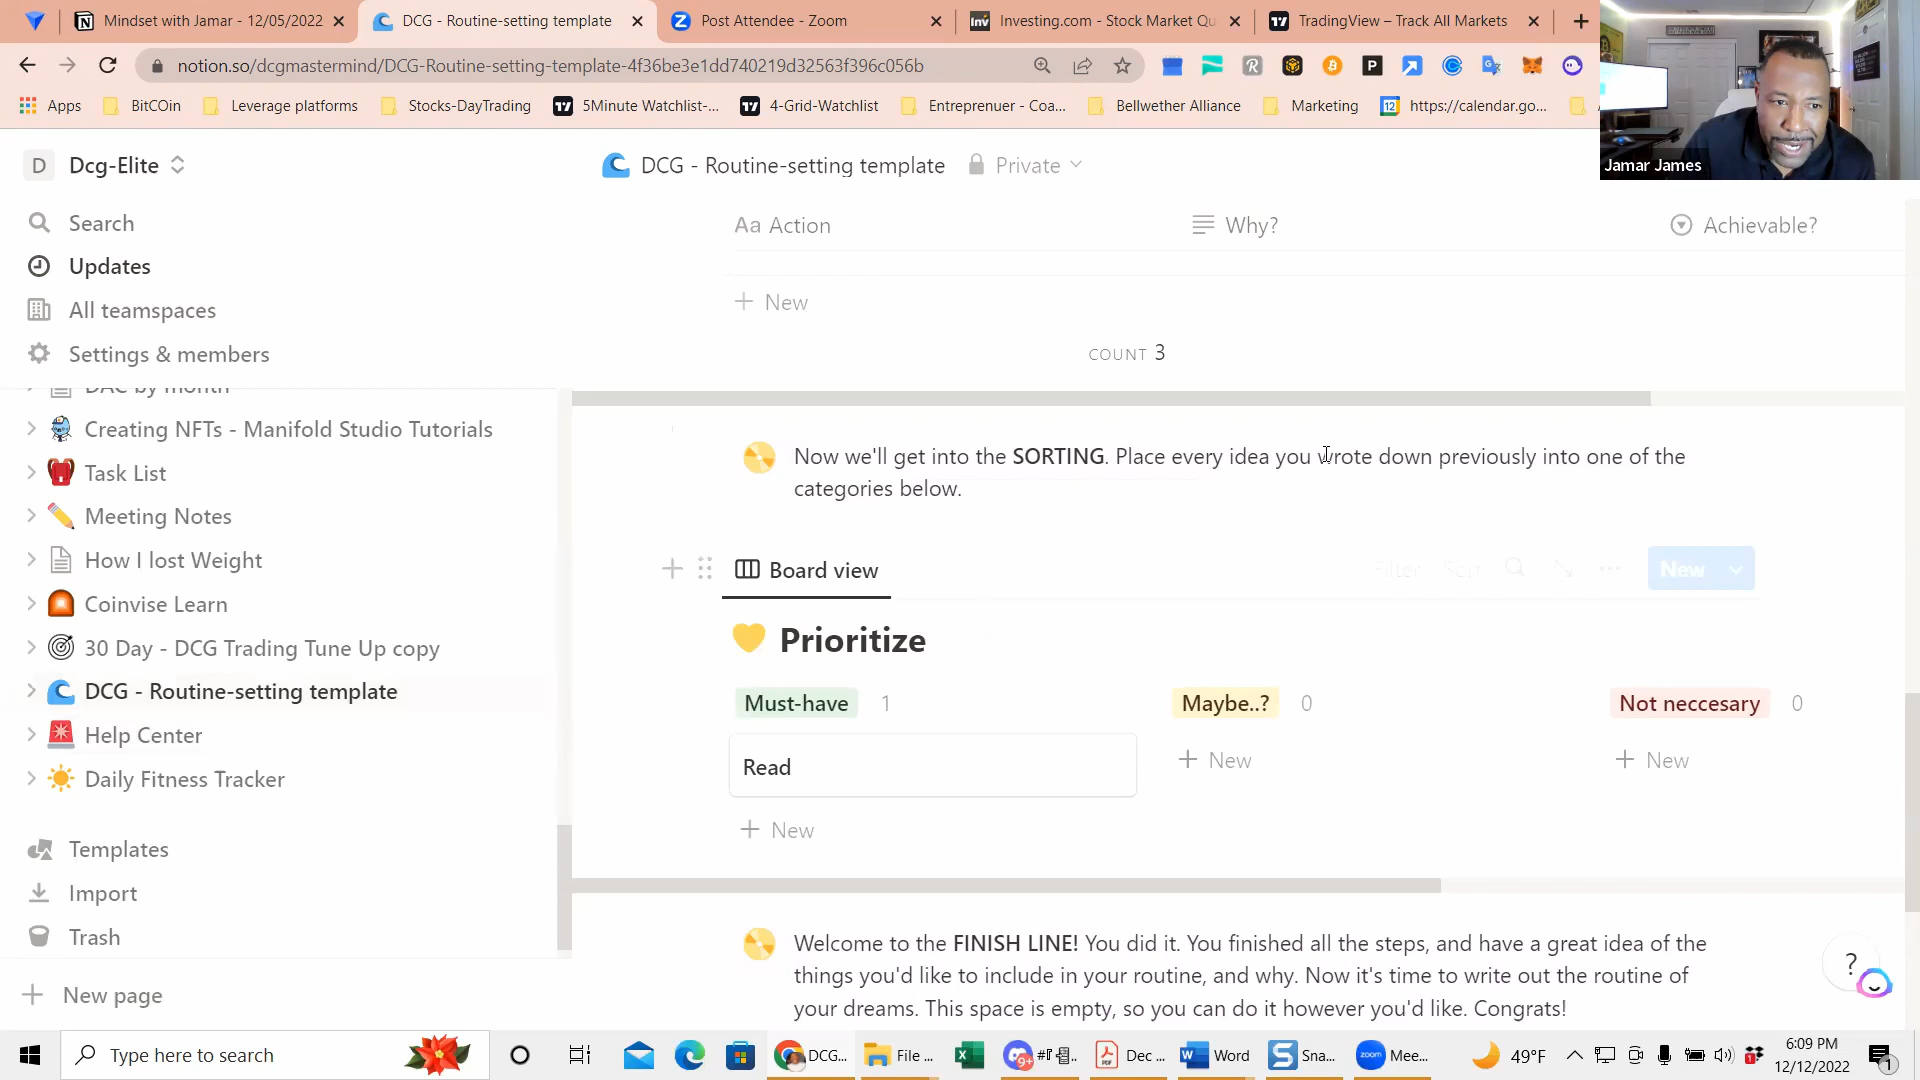 Mindset with Jamar - 12/05/2022
DCG - Routine-setting template
Post Attendee - Zoom
Investing.com - Stock Market Qu
TradingView – Track All Markets
notion.so/dcgmastermind/DCG-Routine-setting-template-4f36be3e1dd740219d32563f396c056b
Apps
BitCOin
Leverage platforms
Stocks-DayTrading
5Minute Watchlist-...
4-Grid-Watchlist
Entreprenuer - Coa...
Bellwether Alliance
Marketing
https://calendar.go...
Jamar James
D Dcg-Elite
DCG - Routine-setting template
Private
Search
Updates
All teamspaces
Settings & members
DAC by month
Creating NFTs - Manifold Studio Tutorials
Task List
Meeting Notes
How I lost Weight
Coinvise Learn
30 Day - DCG Trading Tune Up copy
DCG - Routine-setting template
Help Center
Daily Fitness Tracker
Templates
Import
Trash
New page
Aa Action
Why?
Achievable?
New
COUNT 3
Now we'll get into the SORTING. Place every idea you wrote down previously into one of the
categories below.
Board view
Filter
Sort
New
Prioritize
Must-have 1
Maybe..? 0
Not neccesary 0
Read
New
New
New
Welcome to the FINISH LINE! You did it. You finished all the steps, and have a great idea of the
things you'd like to include in your routine, and why. Now it's time to write out the routine of
your dreams. This space is empty, so you can do it however you'd like. Congrats!
?
Type here to search
DCG...
File ...
Dec ...
Word
Sna...
zoom
Mee...
49°F
6:09 PM
12/12/2022
1